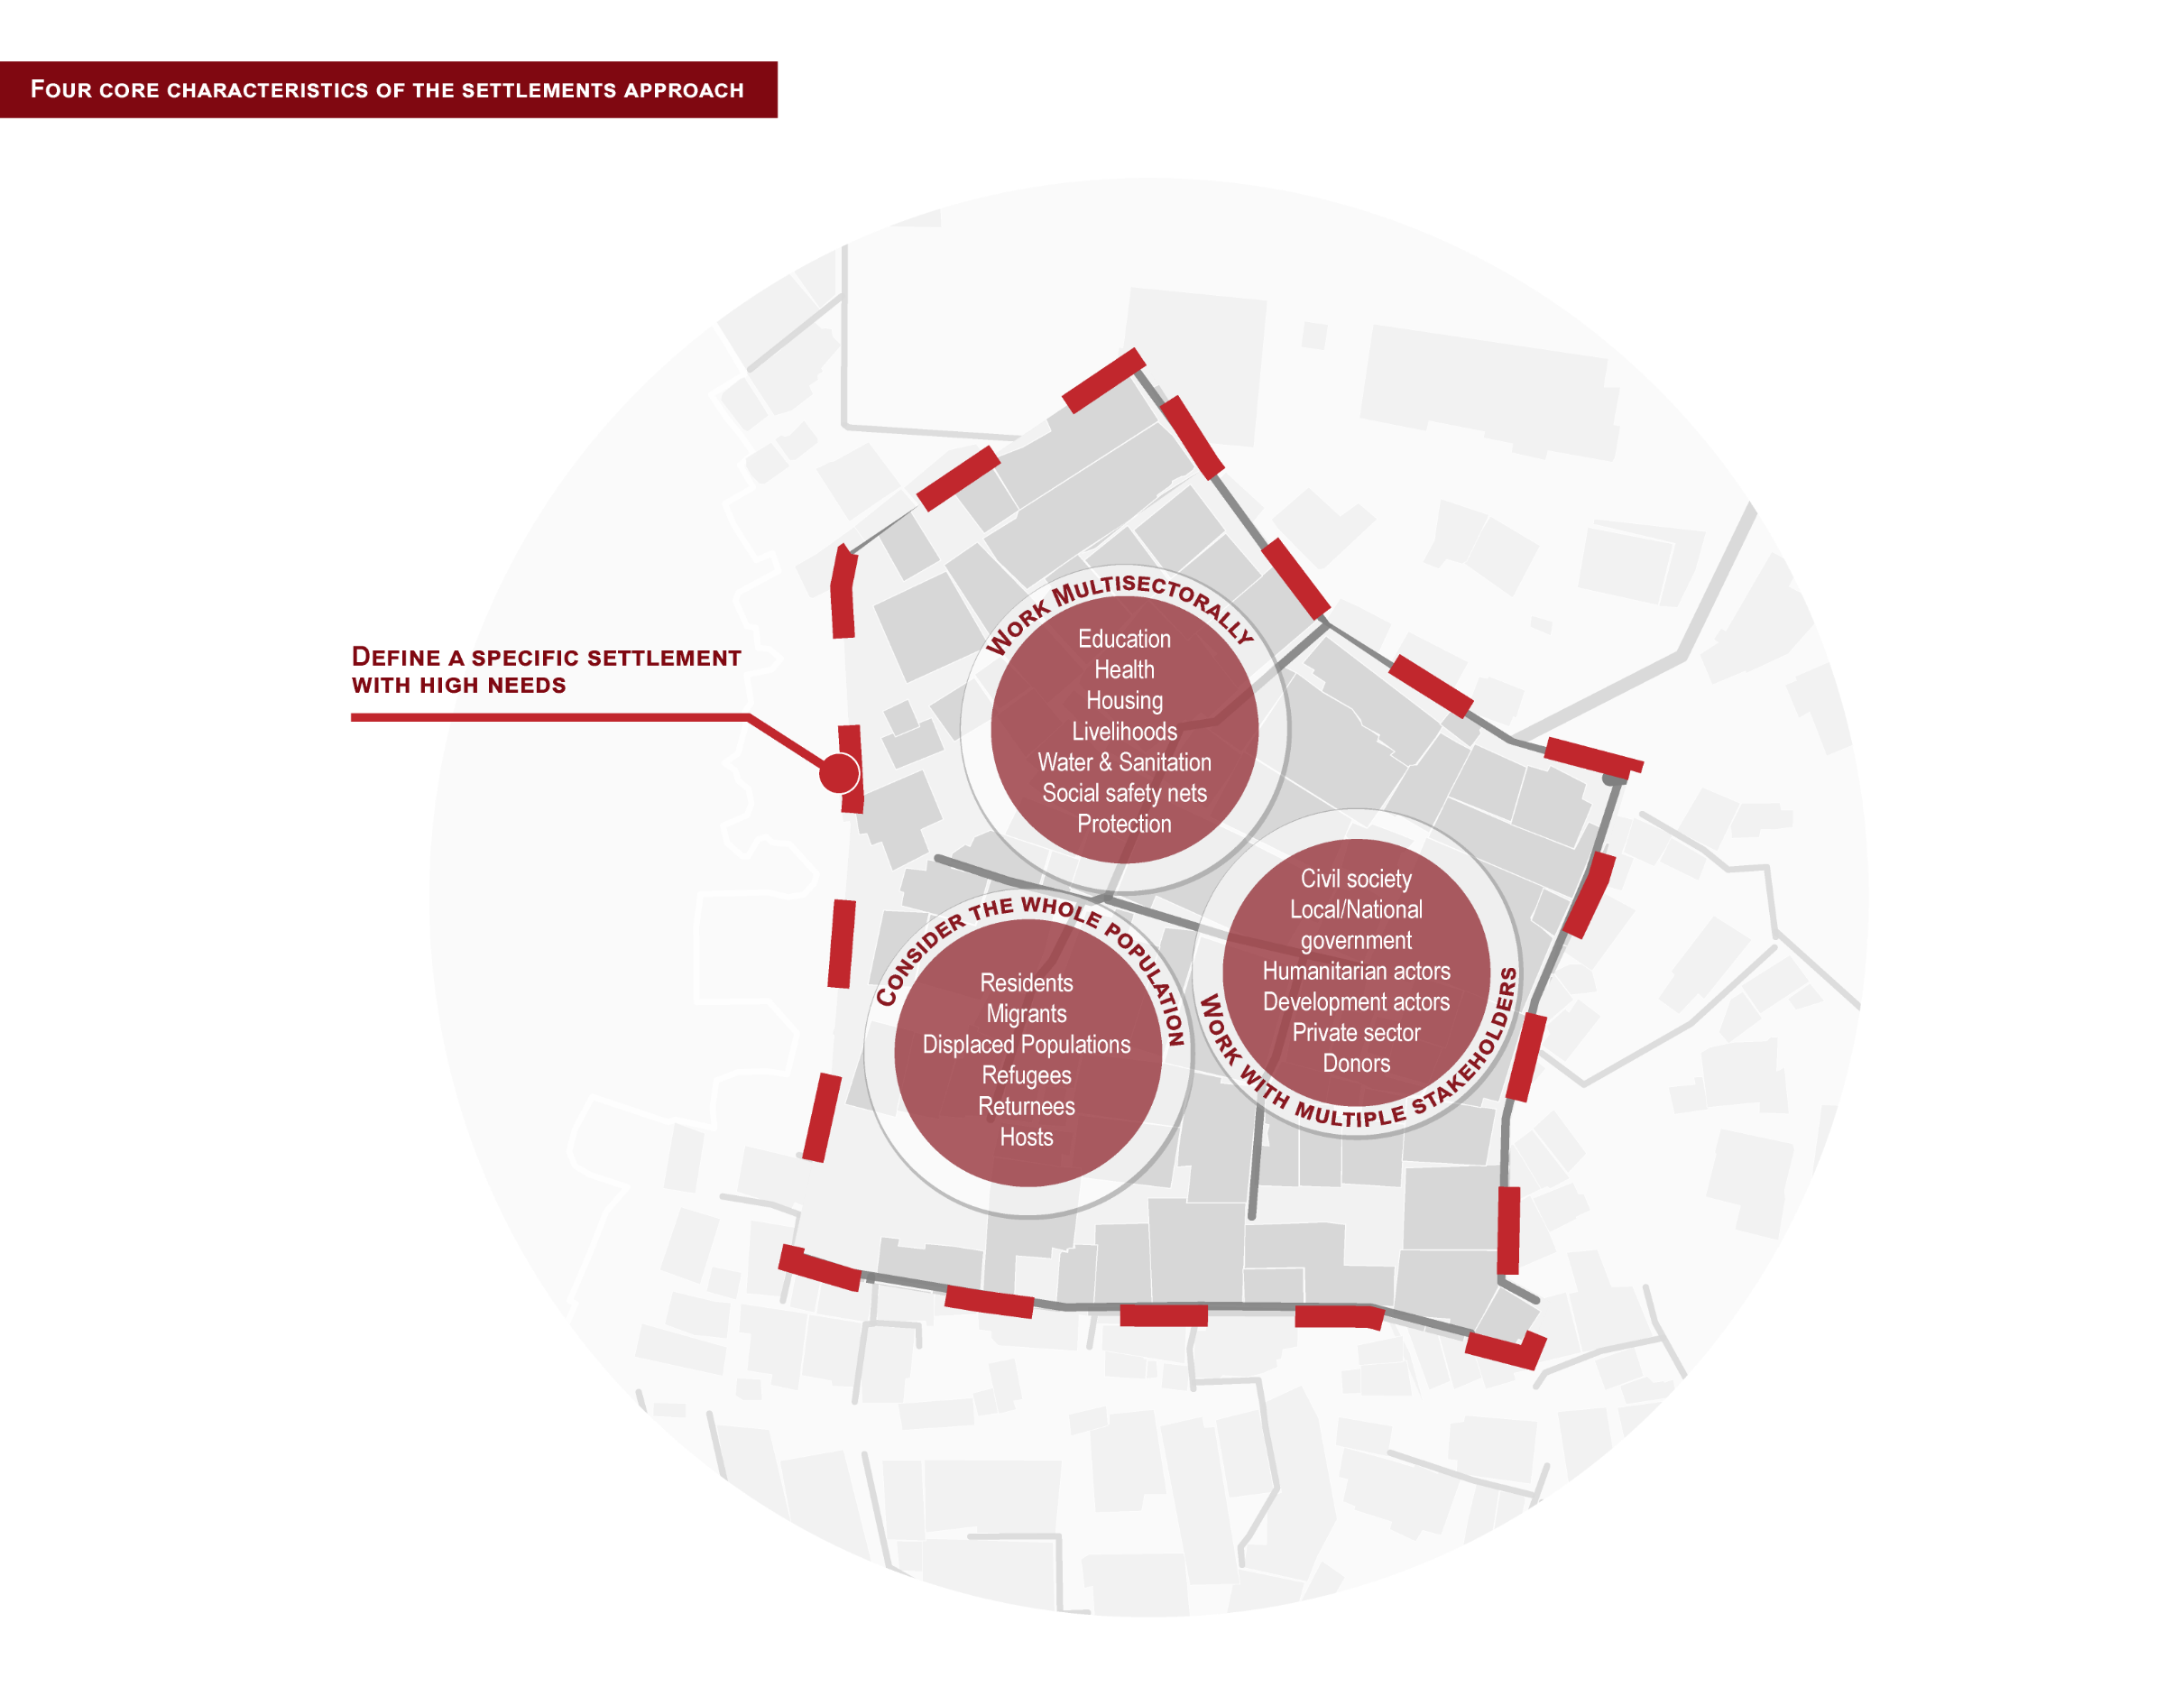 Four core characteristics of the settlements approach
Define a specific settlement
with high needs
Work Multisectorally
Education
Health
Housing
Livelihoods
Water & Sanitation
Social safety nets
Protection
Consider the whole population
Residents
Migrants
Displaced Populations
Refugees
Returnees
Hosts
Civil society
Local/National
government
Humanitarian actors
Development actors
Private sector
Donors
Work with multiple stakeholders